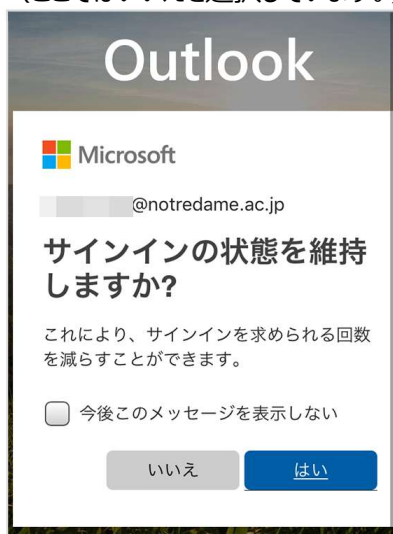 Outlook
Microsoft
@notredame.ac.jp
サインインの状態を維持
しますか?
これにより、サインインを求められる回数
を減らすことができます。
今後このメッセージを表示しない
いいえ
はい